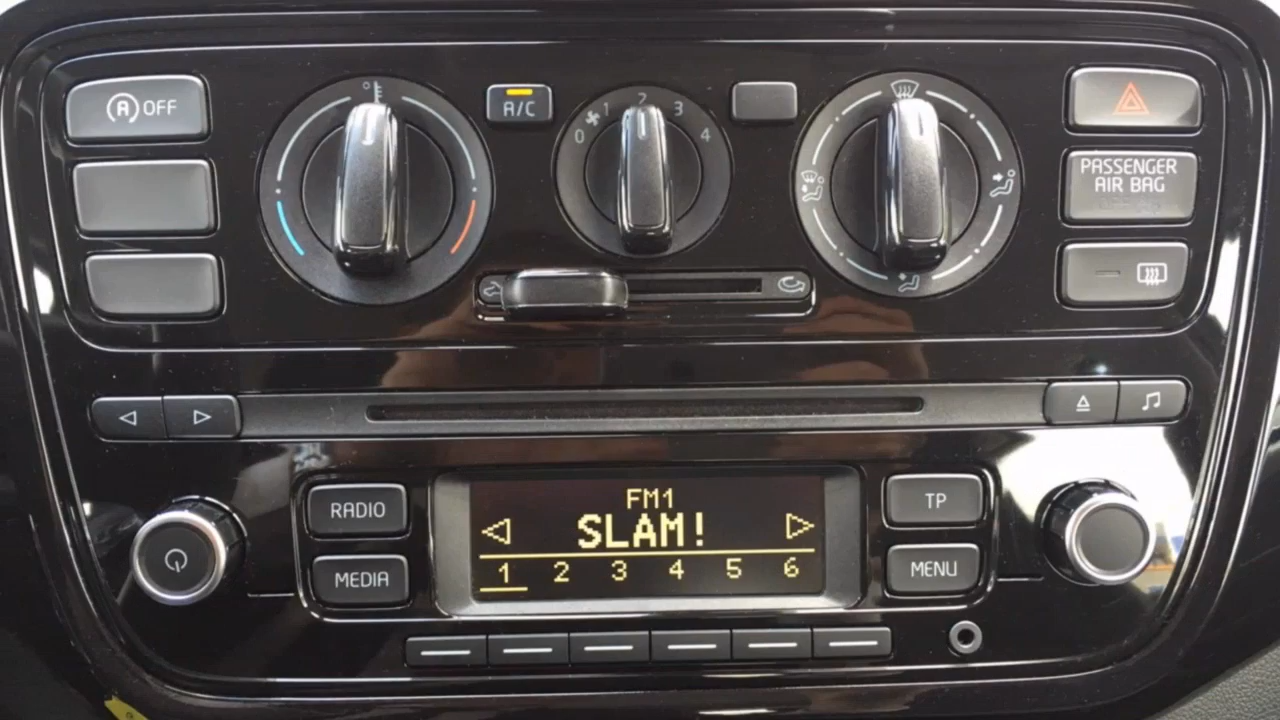 A OFF
A/C
0 1 2 3 4
PASSENGER
AIR BAG
RADIO
MEDIA
FM1
SLAM!
1 2 3 4 5 6
TP
MENU